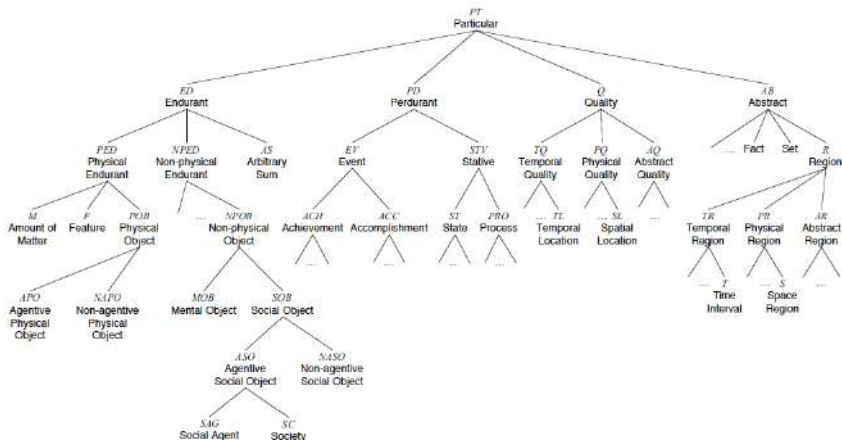 PT
Particular
ED PD Q AB
Endurant Perdurant Quality Abstract
PED NPED AS EV STV TQ PQ AQ
Physical Non-physical Arbitrary Event Stative Temporal Physical Abstract ... Fact Set R
Endurant Endurant Sum Quality Quality Quality Region
M F POB ... NPOB ACH ACC ST PRO ... TL ... SL ... TR PR AR
Amount of Feature Physical Non-physical Achievement Accomplishment State Process Temporal Spatial Temporal Physical Abstract
Matter Object Object Location Location Region Region Region
... ... ... ...
APO NAPO MOB SOB ... T ... S ...
Agentive Non-agentive Mental Object Social Object Time Space
Physical Physical Interval Region
Object Object
ASO NASO
Agentive Non-agentive
Social Object Social Object
SAG SC
Social Agent Society